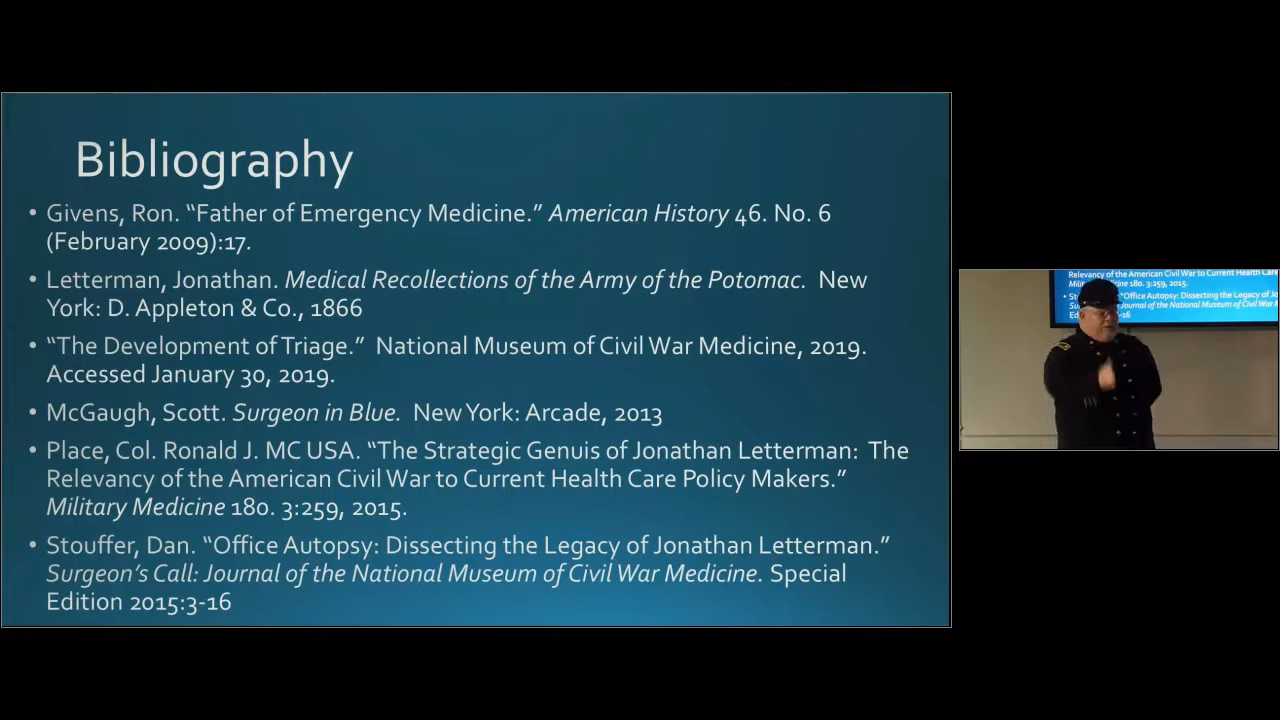 Bibliography
• Givens, Ron. “Father of Emergency Medicine.” American History 46. No. 6
(February 2009):17.
• Letterman, Jonathan. Medical Recollections of the Army of the Potomac. New
York: D. Appleton & Co., 1866
• “The Development of Triage.” National Museum of Civil War Medicine, 2019.
Accessed January 30, 2019.
• McGaugh, Scott. Surgeon in Blue. New York: Arcade, 2013
• Place, Col. Ronald J. MC USA. “The Strategic Genuis of Jonathan Letterman: The
Relevancy of the American Civil War to Current Health Care Policy Makers.”
Military Medicine 180. 3:259, 2015.
• Stouffer, Dan. “Office Autopsy: Dissecting the Legacy of Jonathan Letterman.”
Surgeon’s Call: Journal of the National Museum of Civil War Medicine. Special
Edition 2015:3-16
Relevancy of the American Civil War to Current Health Care
Military Medicine 180. 3:259, 2015.
“Office Autopsy: Dissecting the Legacy of
Journal of the National Museum of Civil War